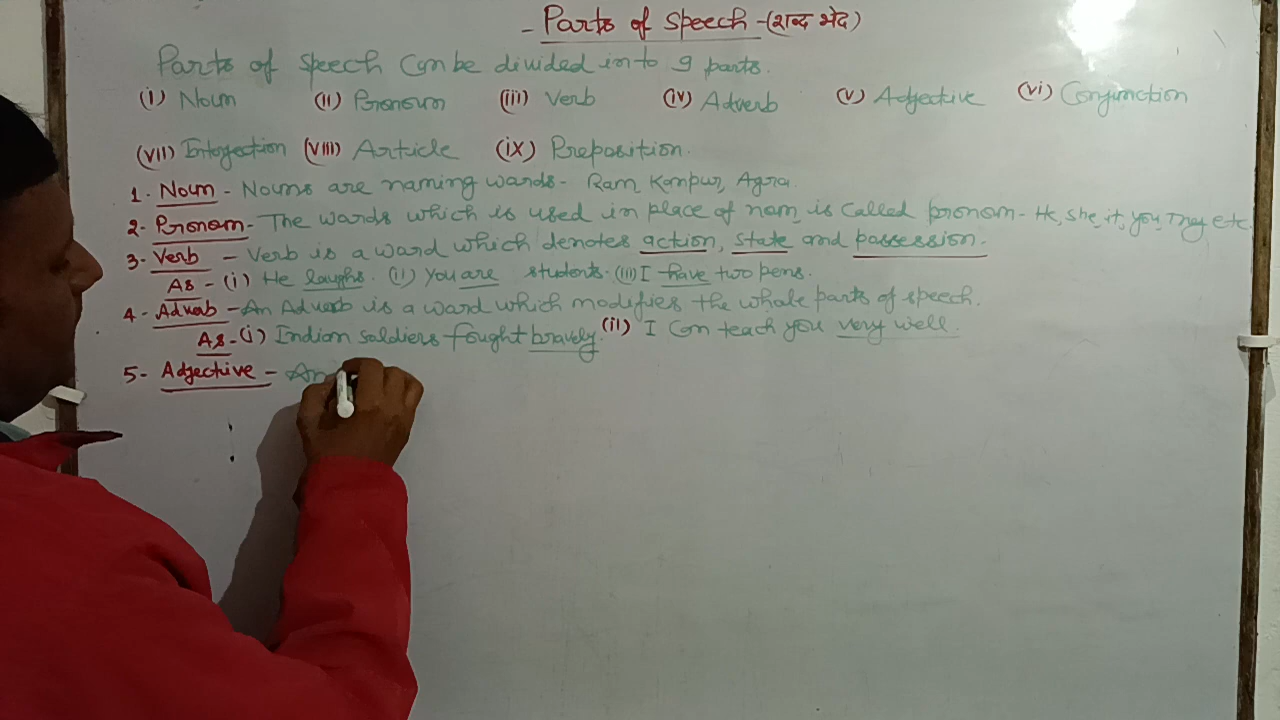 - Parts of speech - (शब्द भेद)
Parts of speech can be divided into 9 parts.
(i) Noun (ii) Pronoun (iii) Verb (iv) Adverb (v) Adjective (vi) Conjunction
(vii) Interjection (viii) Article (ix) Preposition.
1. Noun - Nouns are naming words - Ram, Kanpur, Agra.
2. Pronoun - The words which is used in place of noun, is called pronoun - He, she, it, you, They etc.
3. Verb - Verb is a word which denotes action, state and possession.
As - (i) He laughs. (ii) You are students. (iii) I have two pens.
4. Adverb - An Adverb is a word which modifies the whole parts of speech.
As - (i) Indian soldiers fought bravely. (ii) I can teach you very well.
5- Adjective - An